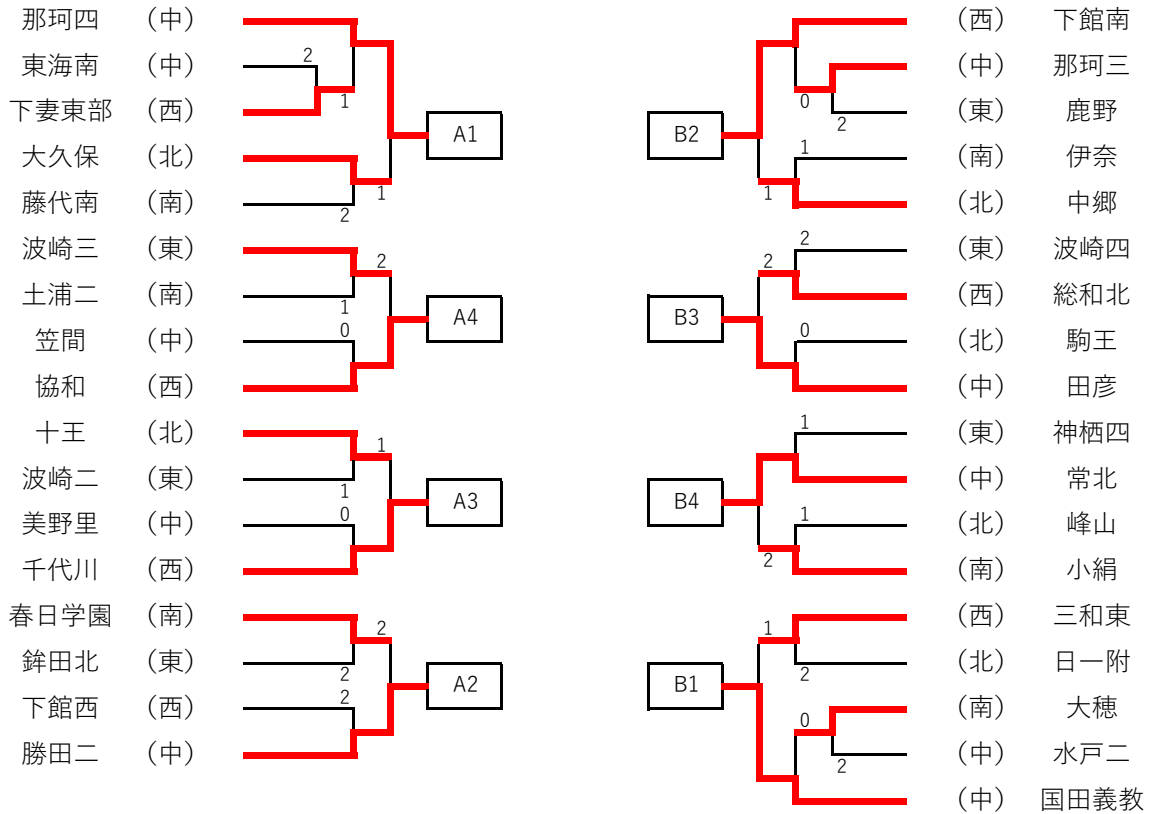 那珂四 （中）
東海南 （中） 2
下妻東部 （西） 1
A1
大久保 （北）
藤代南 （南） 2 1
波崎三 （東） 2
土浦二 （南） 1
A4
笠間 （中） 0
協和 （西）
十王 （北） 1
波崎二 （東） 1
A3
美野里 （中） 0
千代川 （西）
春日学園 （南） 2
鉾田北 （東） 2
A2
下館西 （西） 2
勝田二 （中）
（西） 下館南
（中） 那珂三
0 2 （東） 鹿野
B2
1 （南） 伊奈
1 （北） 中郷
2 （東） 波崎四
2 （西） 総和北
B3
0 （北） 駒王
（中） 田彦
1 （東） 神栖四
（中） 常北
B4
1 （北） 峰山
2 （南） 小絹
1 （西） 三和東
2 （北） 日一附
B1
0 （南） 大穂
2 （中） 水戸二
（中） 国田義教